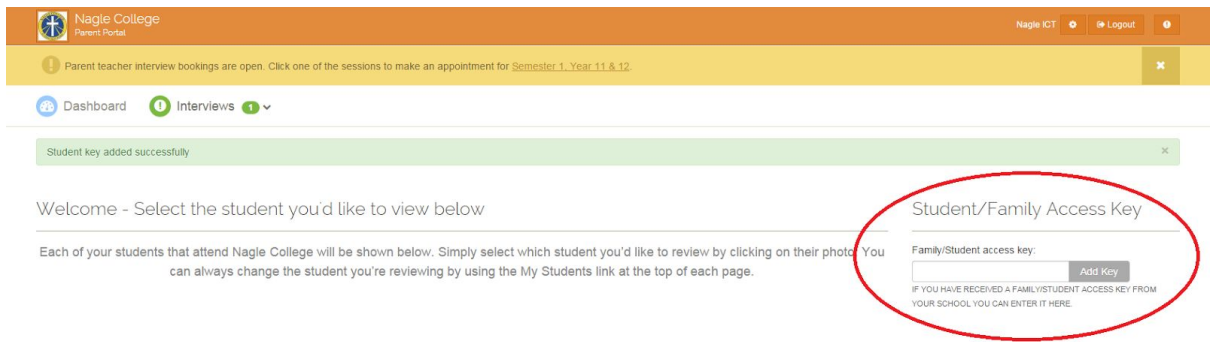 Nagle College
Parent Portal
Nagle ICT
Logout
Parent teacher interview bookings are open. Click one of the sessions to make an appointment for Semester 1, Year 11 & 12.
Dashboard
Interviews 1
Student key added successfully
Welcome - Select the student you'd like to view below
Each of your students that attend Nagle College will be shown below. Simply select which student you'd like to review by clicking on their photo. You
can always change the student you're reviewing by using the My Students link at the top of each page.
Student/Family Access Key
Family/Student access key:
Add Key
IF YOU HAVE RECEIVED A FAMILY/STUDENT ACCESS KEY FROM
YOUR SCHOOL YOU CAN ENTER IT HERE.